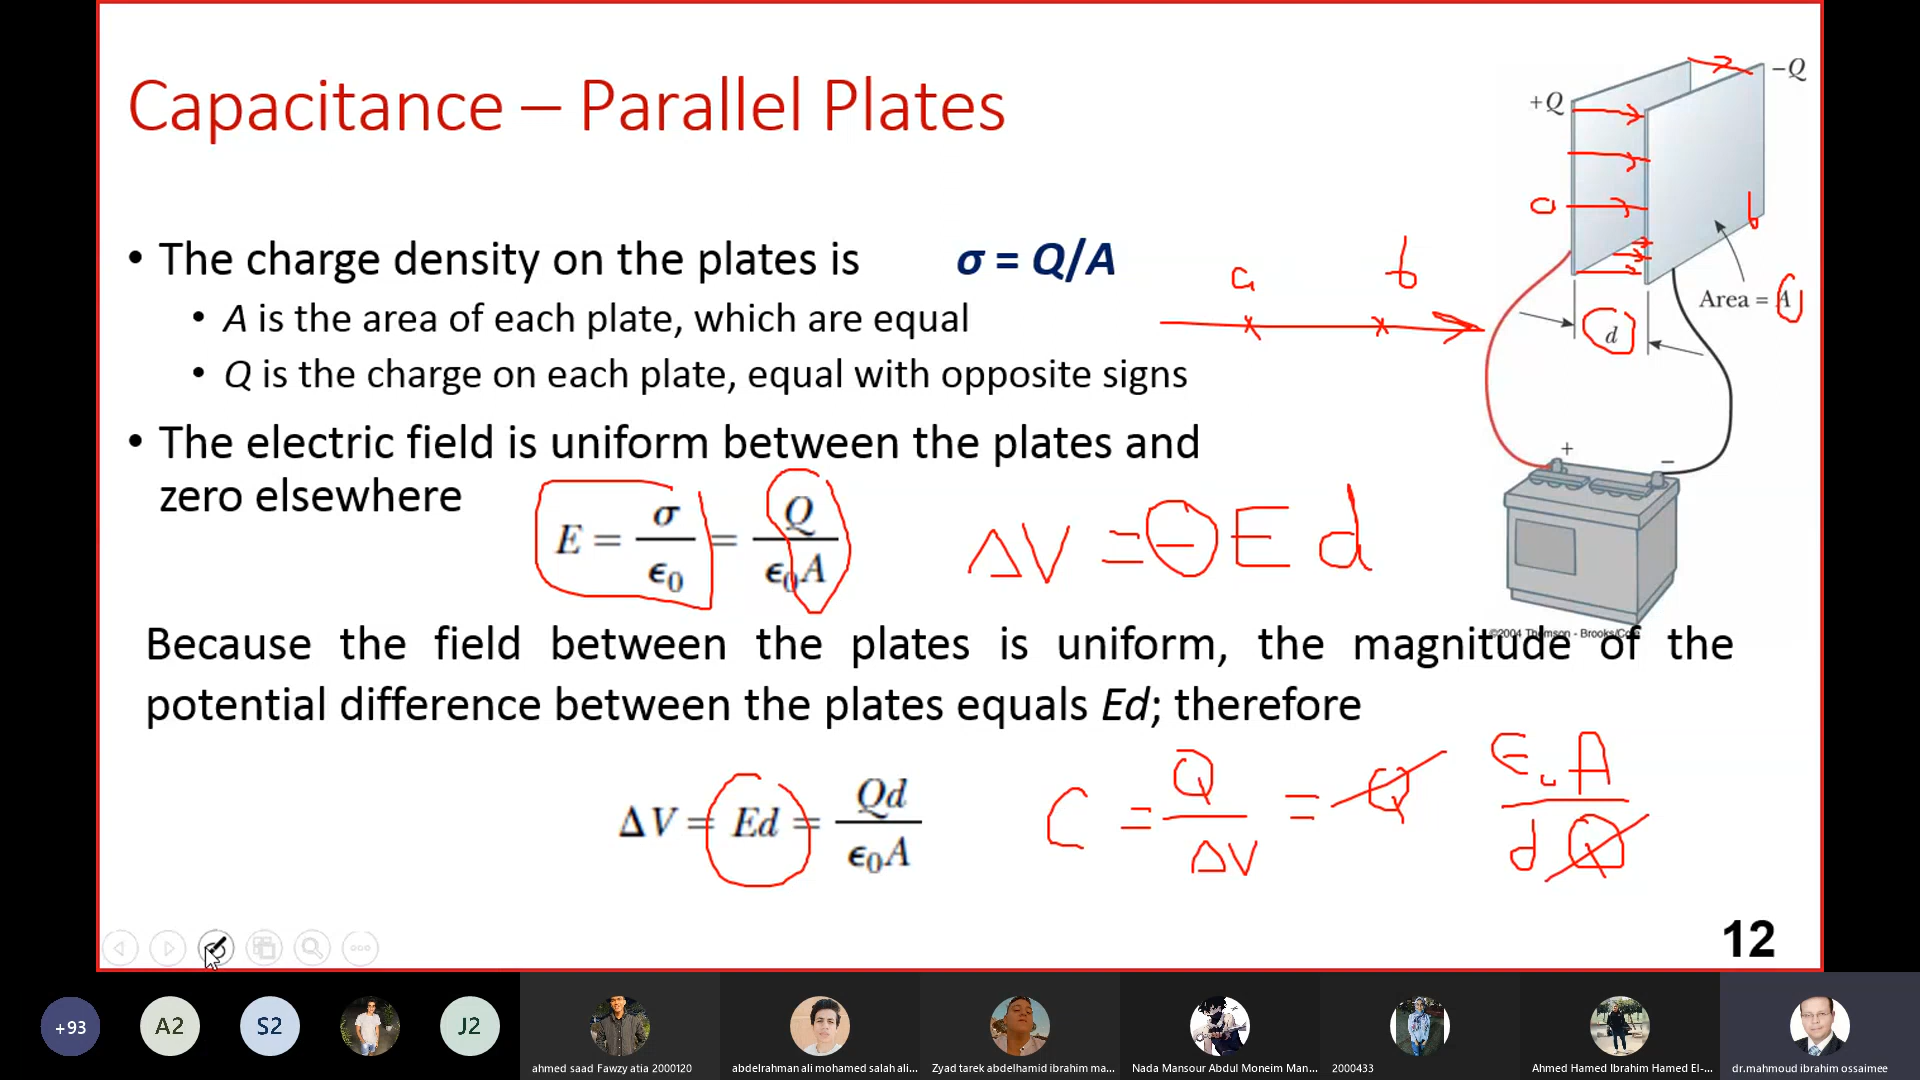 Capacitance – Parallel Plates
−Q
+Q
a
b
• The charge density on the plates is σ = Q/A
a b
• A is the area of each plate, which are equal
Area = A
d
• Q is the charge on each plate, equal with opposite signs
• The electric field is uniform between the plates and
zero elsewhere
+ −
E = σ/ϵ0 = Q/ϵ0A
ΔV = − E d
©2004 Thomson - Brooks/Cole
Because the field between the plates is uniform, the magnitude of the
potential difference between the plates equals Ed; therefore
ΔV = Ed = Qd/ϵ0A
C = Q/ΔV = Q ϵ0 A/d Q
12
+93
A2
S2
J2
ahmed saad Fawzy atia 2000120
abdelrahman ali mohamed salah ali...
Zyad tarek abdelhamid ibrahim ma...
Nada Mansour Abdul Moneim Man...
2000433
Ahmed Hamed Ibrahim Hamed El-...
dr.mahmoud ibrahim ossaimee